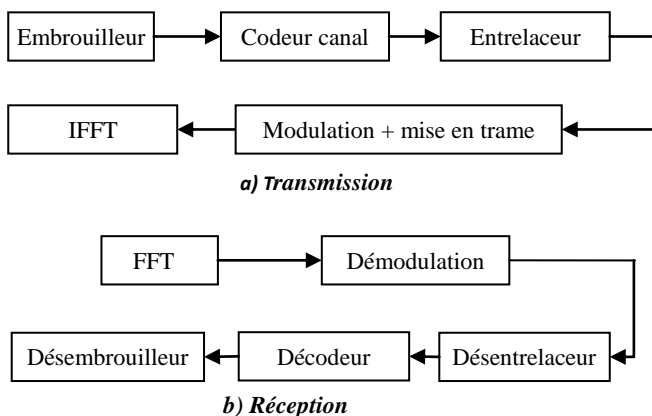 Embrouilleur Codeur canal Entrelaceur
IFFT Modulation + mise en trame
a) Transmission
FFT Démodulation
Désembrouilleur Décodeur Désentrelaceur
b) Réception